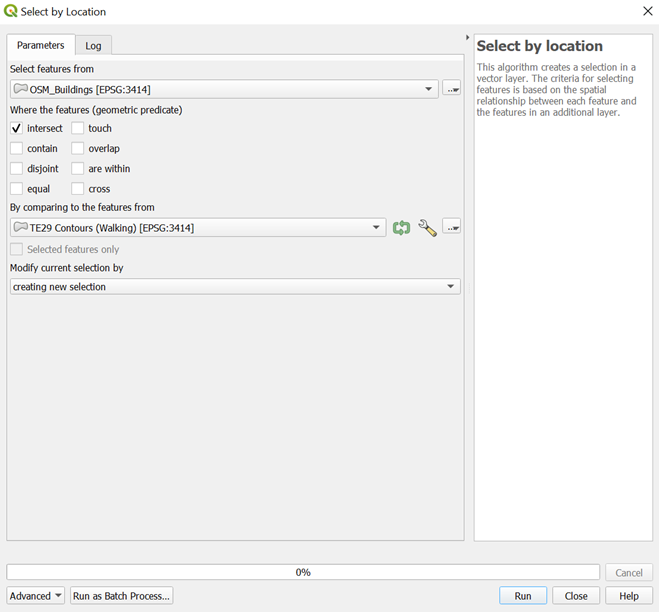 Select by Location
Parameters Log
Select features from
OSM_Buildings [EPSG:3414]
Where the features (geometric predicate)
intersect touch
contain overlap
disjoint are within
equal cross
By comparing to the features from
TE29 Contours (Walking) [EPSG:3414]
Selected features only
Modify current selection by
creating new selection
Select by location
This algorithm creates a selection in a
vector layer. The criteria for selecting
features is based on the spatial
relationship between each feature and
the features in an additional layer.
0%
Cancel
Advanced Run as Batch Process... Run Close Help